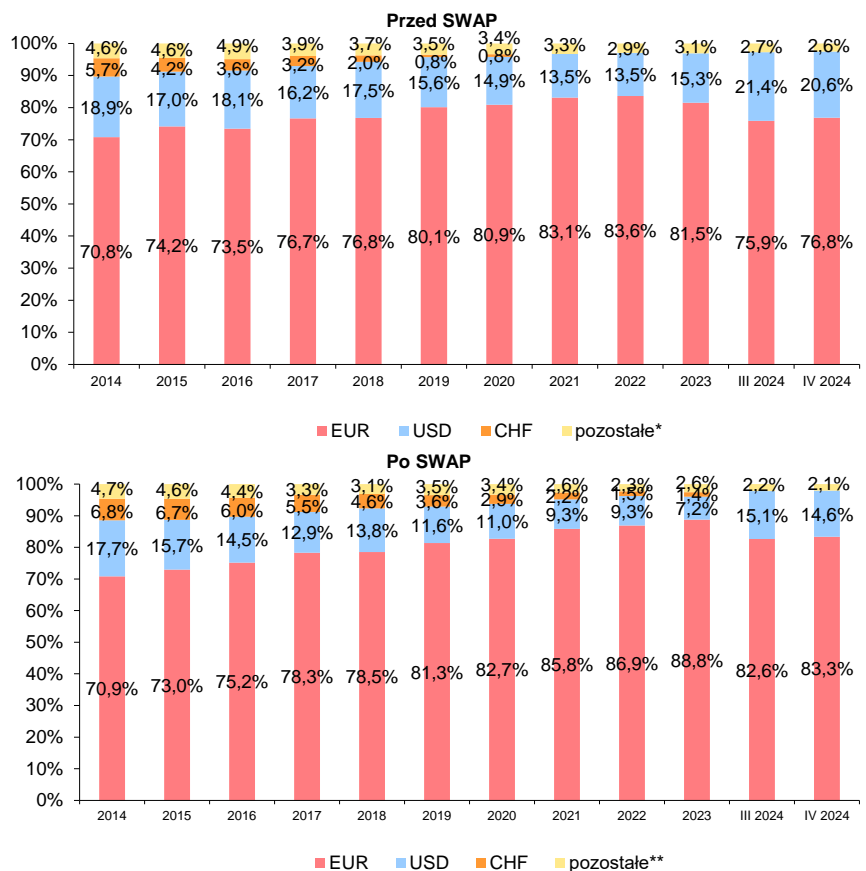 Przed SWAP
100%
90%
80%
70%
60%
50%
40%
30%
20%
10%
0%
4,6% 4,6% 4,9% 3,9% 3,7% 3,5% 3,4% 3,3% 2,9% 3,1% 2,7% 2,6%
5,7% 4,2% 3,6% 3,2% 2,0% 0,8% 0,8%
18,9% 17,0% 18,1% 16,2% 17,5% 15,6% 14,9% 13,5% 13,5% 15,3% 21,4% 20,6%
70,8% 74,2% 73,5% 76,7% 76,8% 80,1% 80,9% 83,1% 83,6% 81,5% 75,9% 76,8%
2014 2015 2016 2017 2018 2019 2020 2021 2022 2023 III 2024 IV 2024
EUR USD CHF pozostałe*
Po SWAP
100%
90%
80%
70%
60%
50%
40%
30%
20%
10%
0%
4,7% 4,6% 4,4% 3,3% 3,1% 3,5% 3,4% 2,6% 2,3% 2,6% 2,2% 2,1%
6,8% 6,7% 6,0% 5,5% 4,6% 3,6% 2,9% 2,2% 1,5% 1,4%
17,7% 15,7% 14,5% 12,9% 13,8% 11,6% 11,0% 9,3% 9,3% 7,2% 15,1% 14,6%
70,9% 73,0% 75,2% 78,3% 78,5% 81,3% 82,7% 85,8% 86,9% 88,8% 82,6% 83,3%
2014 2015 2016 2017 2018 2019 2020 2021 2022 2023 III 2024 IV 2024
EUR USD CHF pozostałe**